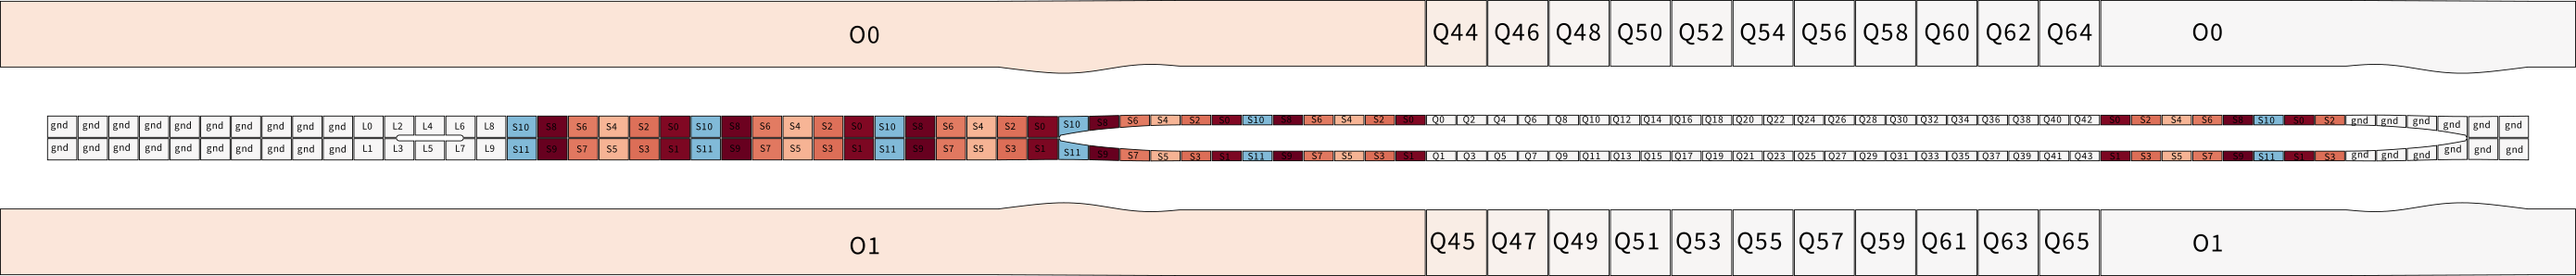 O0 Q44 Q46 Q48 Q50 Q52 Q54 Q56 Q58 Q60 Q62 Q64 O0
gnd gnd gnd gnd gnd gnd gnd gnd gnd gnd L0 L2 L4 L6 L8 S10 S8 S6 S4 S2 S0 S10 S8 S6 S4 S2 S0 S10 S8 S6 S4 S2 S0 S10 S8 S6 S4 S2 S0 S10 S8 S6 S4 S2 S0 Q0 Q2 Q4 Q6 Q8 Q10 Q12 Q14 Q16 Q18 Q20 Q22 Q24 Q26 Q28 Q30 Q32 Q34 Q36 Q38 Q40 Q42 S0 S2 S4 S6 S8 S10 S0 S2 gnd gnd gnd gnd gnd gnd
gnd gnd gnd gnd gnd gnd gnd gnd gnd gnd L1 L3 L5 L7 L9 S11 S9 S7 S5 S3 S1 S11 S9 S7 S5 S3 S1 S11 S9 S7 S5 S3 S1 S11 S9 S7 S5 S3 S1 S11 S9 S7 S5 S3 S1 Q1 Q3 Q5 Q7 Q9 Q11 Q13 Q15 Q17 Q19 Q21 Q23 Q25 Q27 Q29 Q31 Q33 Q35 Q37 Q39 Q41 Q43 S1 S3 S5 S7 S9 S11 S1 S3 gnd gnd gnd gnd gnd gnd
O1 Q45 Q47 Q49 Q51 Q53 Q55 Q57 Q59 Q61 Q63 Q65 O1